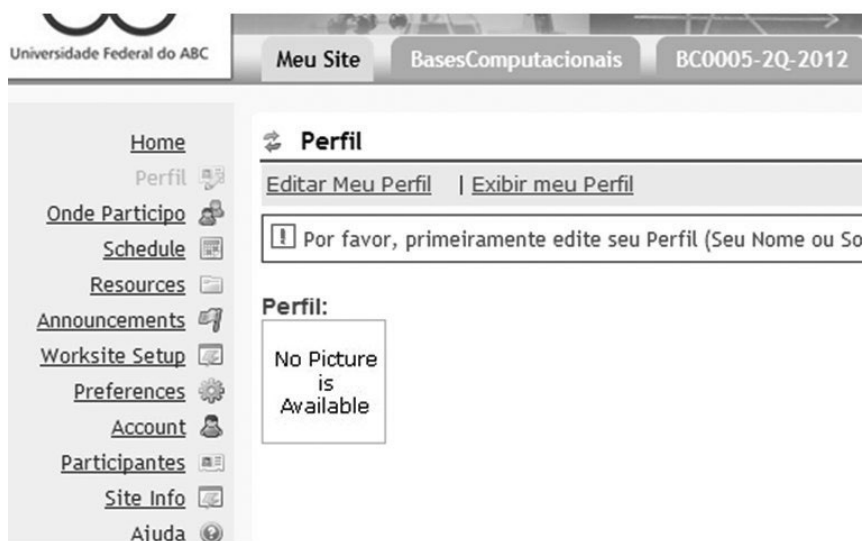 Universidade Federal do ABC
Meu Site BasesComputacionais BC0005-2Q-2012
Home
Perfil
Onde Participo
Schedule
Resources
Announcements
Worksite Setup
Preferences
Account
Participantes
Site Info
Ajuda
Perfil
Editar Meu Perfil | Exibir meu Perfil
Por favor, primeiramente edite seu Perfil (Seu Nome ou So
Perfil:
No Picture
is
Available